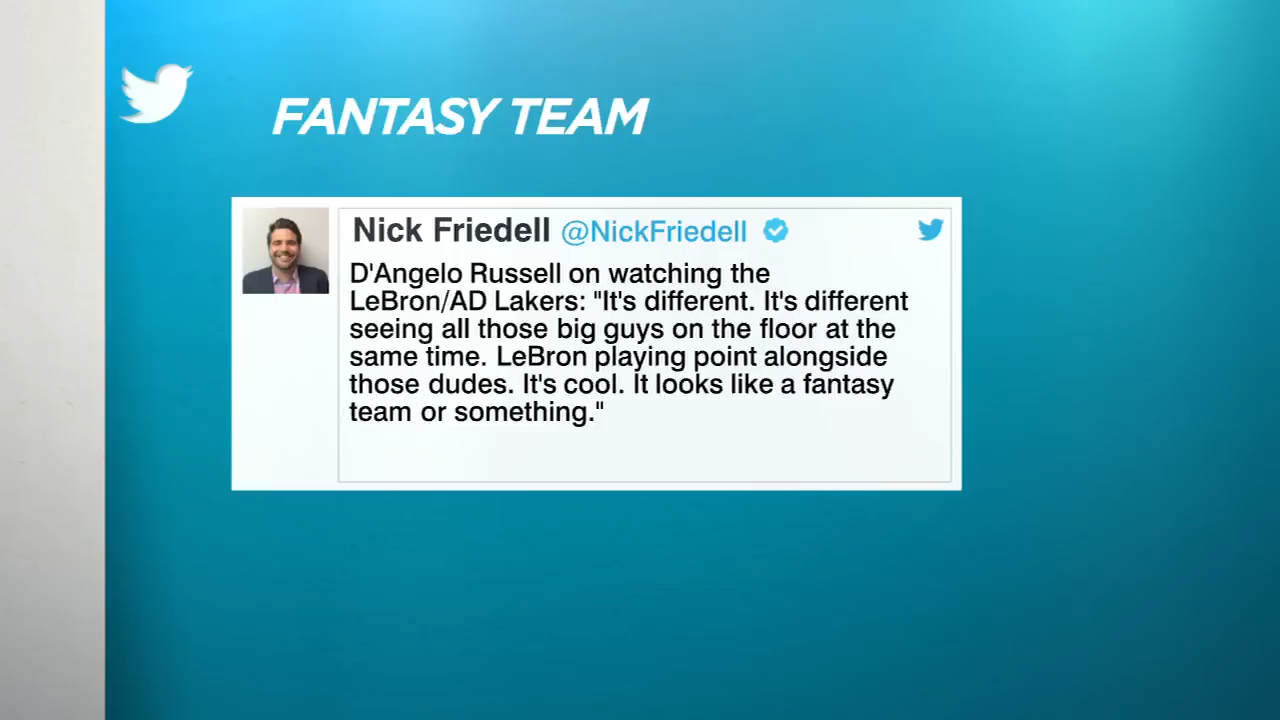 FANTASY TEAM
Nick Friedell @NickFriedell
D'Angelo Russell on watching the
LeBron/AD Lakers: "It's different. It's different
seeing all those big guys on the floor at the
same time. LeBron playing point alongside
those dudes. It's cool. It looks like a fantasy
team or something."